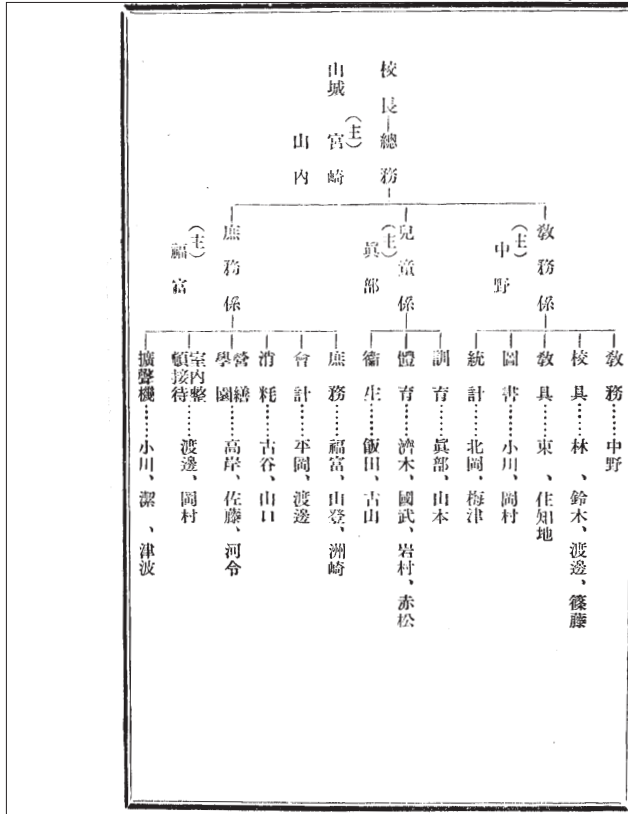 校長
總務
(主)
宮崎
山城
山内
教務係
(主)
中野
兒童係
(主)
眞部
庶務係
(主)
福富
教務……中野
校具……林、鈴木、渡邊、篠藤
教具……東、住知地
圖書……小川、岡村
統計……北岡、梅津
訓育……眞部、山本
體育……濟木、國武、岩村、赤松
衞生……飯田、古山
庶務……福富、山登、洲崎
會計……平岡、渡邊
消耗……古谷、山口
營繕
學園……高岸、佐藤、河令
室内整
頓接待……渡邊、岡村
擴聲機……小川、潔、津波